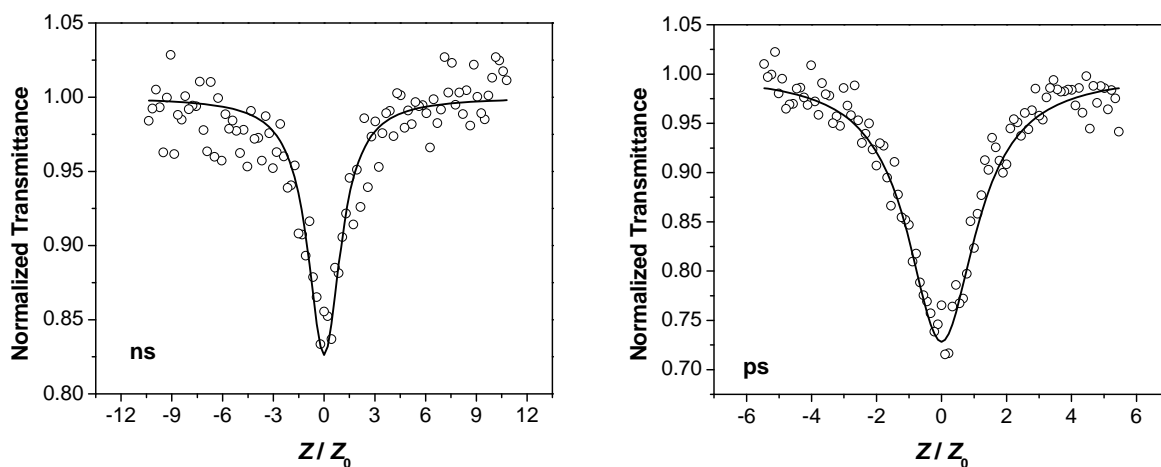 1.05
1.00
0.95
0.90
0.85
0.80
Normalized Transmittance
ns
-12 -9 -6 -3 0 3 6 9 12
Z / Z0
1.05
1.00
0.95
0.90
0.85
0.80
0.75
0.70
Normalized Transmittance
ps
-6 -4 -2 0 2 4 6
Z / Z0